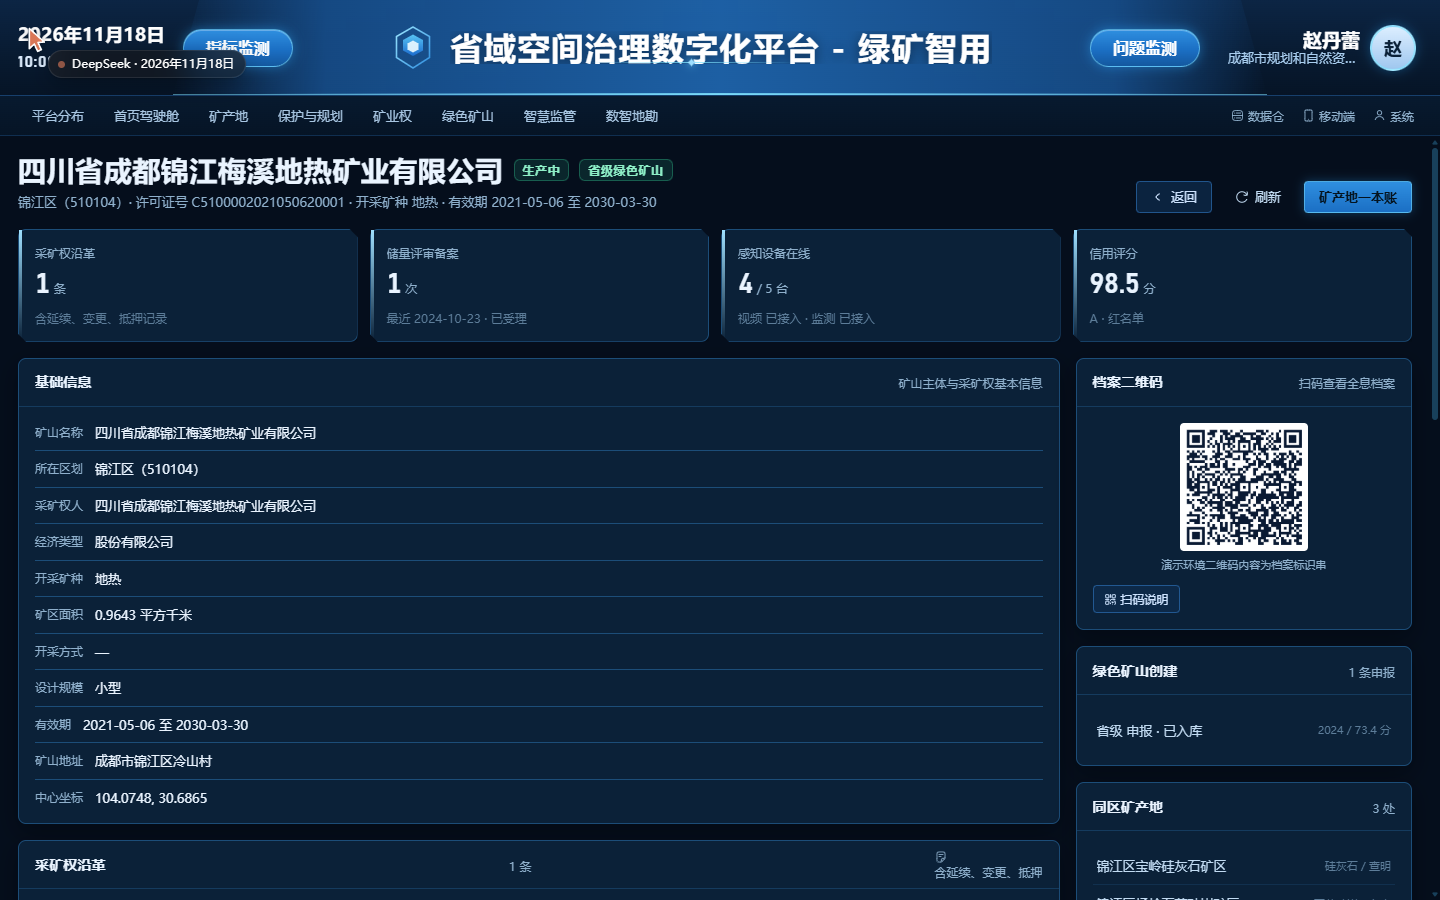 2026年11月18日
10:0
DeepSeek · 2026年11月18日
指标监测
省域空间治理数字化平台 - 绿矿智用
问题监测
赵丹蕾
成都市规划和自然资...
赵
平台分布 首页驾驶舱 矿产地 保护与规划 矿业权 绿色矿山 智慧监管 数智地勘
数据仓 移动端 系统
四川省成都锦江梅溪地热矿业有限公司 生产中 省级绿色矿山
锦江区（510104）· 许可证号 C5100002021050620001 · 开采矿种 地热 · 有效期 2021-05-06 至 2030-03-30
返回 刷新 矿产地一本账
采矿权沿革
1 条
含延续、变更、抵押记录
储量评审备案
1 次
最近 2024-10-23 · 已受理
感知设备在线
4 / 5 台
视频 已接入 · 监测 已接入
信用评分
98.5 分
A · 红名单
基础信息 矿山主体与采矿权基本信息
矿山名称 四川省成都锦江梅溪地热矿业有限公司
所在区划 锦江区（510104）
采矿权人 四川省成都锦江梅溪地热矿业有限公司
经济类型 股份有限公司
开采矿种 地热
矿区面积 0.9643 平方千米
开采方式 —
设计规模 小型
有效期 2021-05-06 至 2030-03-30
矿山地址 成都市锦江区冷山村
中心坐标 104.0748, 30.6865
采矿权沿革 1 条 含延续、变更、抵押
档案二维码 扫码查看全息档案
演示环境二维码内容为档案标识串
扫码说明
绿色矿山创建 1 条申报
省级 申报 · 已入库 2024 / 73.4 分
同区矿产地 3 处
锦江区宝岭硅灰石矿区 硅灰石 / 查明